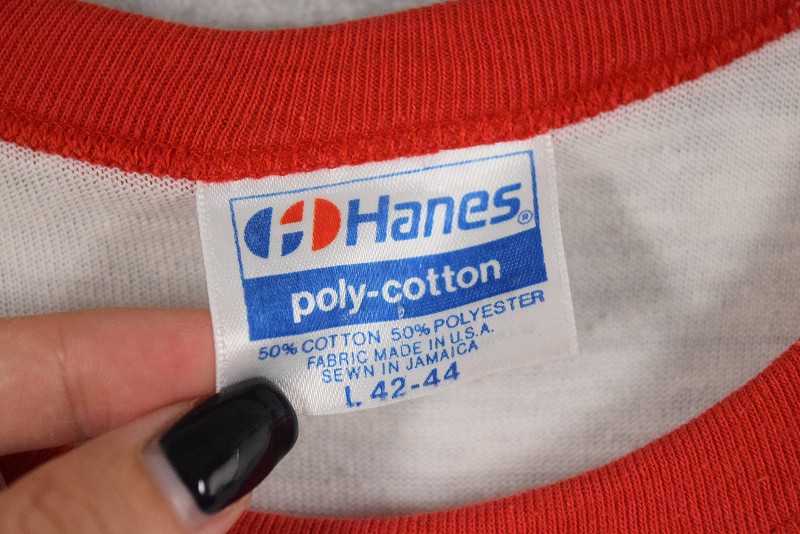 Hanes®
poly-cotton
50% COTTON 50% POLYESTER
FABRIC MADE IN U.S.A.
SEWN IN JAMAICA
L 42-44